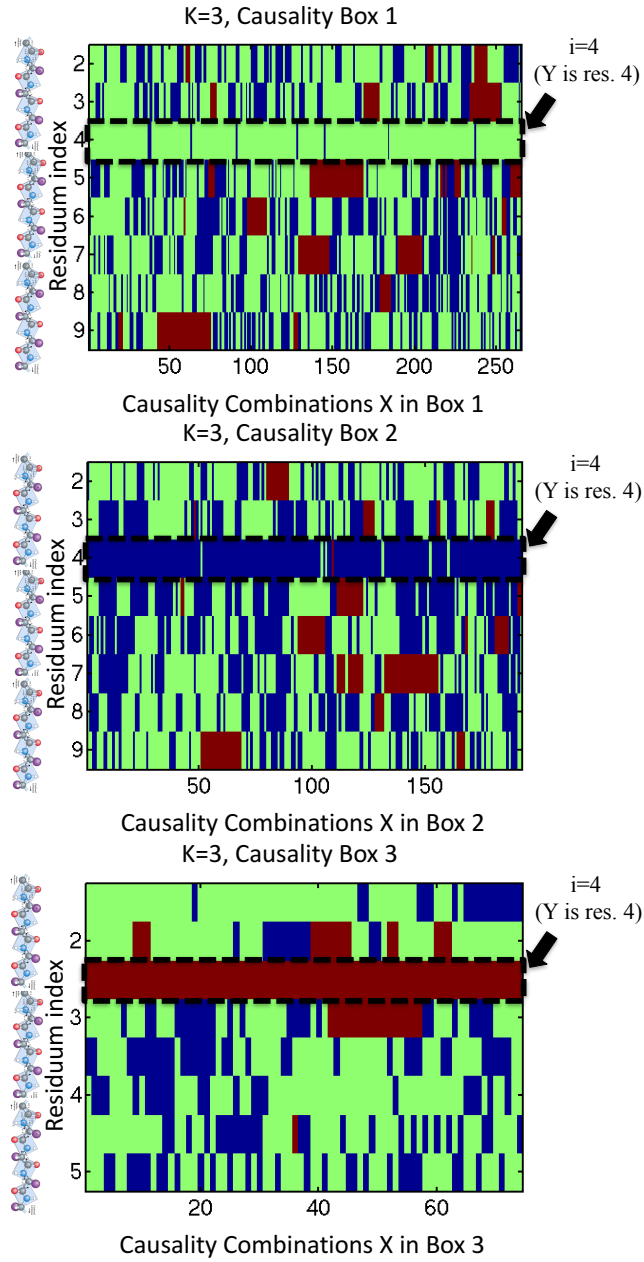 K=3, Causality Box 1
i=4
(Y is res. 4)
Residuum index
2
3
4
5
6
7
8
9
50
100
150
200
250
Causality Combinations X in Box 1
K=3, Causality Box 2
i=4
(Y is res. 4)
Residuum index
2
3
4
5
6
7
8
9
50
100
150
Causality Combinations X in Box 2
K=3, Causality Box 3
i=4
(Y is res. 4)
Residuum index
2
3
4
5
20
40
60
Causality Combinations X in Box 3